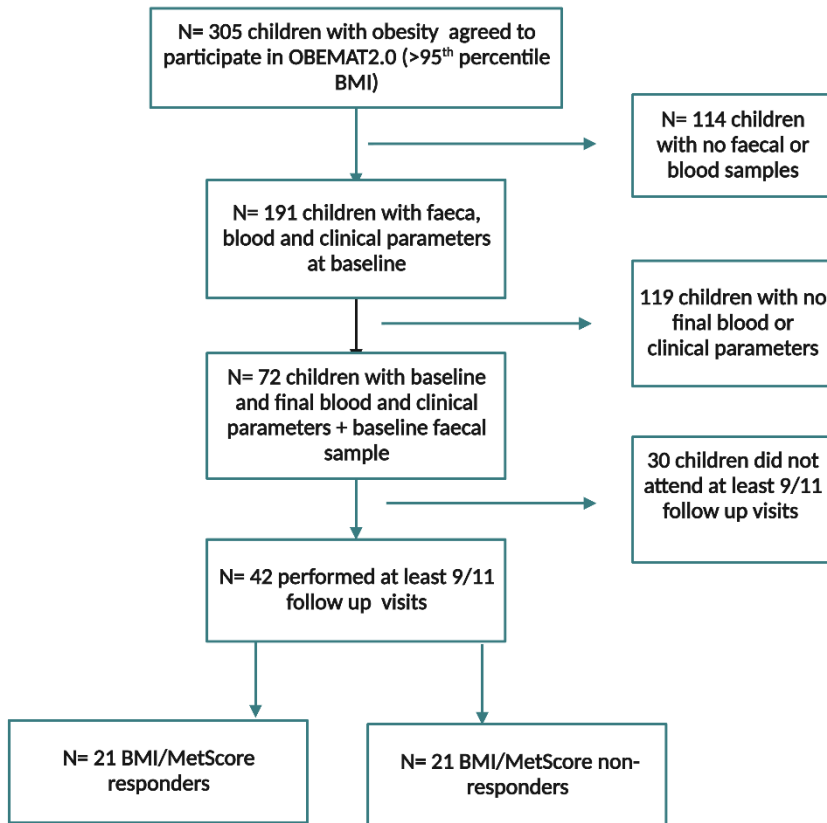 N= 305 children with obesity agreed to
participate in OBEMAT2.0 (>95th percentile
BMI)
N= 114 children
with no faecal or
blood samples
N= 191 children with faeca,
blood and clinical parameters
at baseline
119 children with no
final blood or
clinical parameters
N= 72 children with baseline
and final blood and clinical
parameters + baseline faecal
sample
30 children did not
attend at least 9/11
follow up visits
N= 42 performed at least 9/11
follow up visits
N= 21 BMI/MetScore
responders
N= 21 BMI/MetScore non-
responders